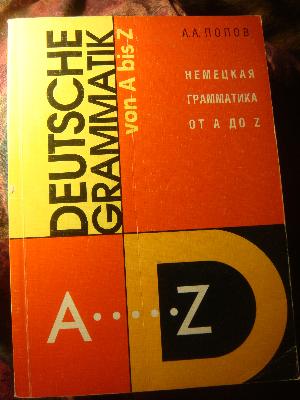 А.А.ПОПОВ
DEUTSCHE
GRAMMATIK
von A bis Z
НЕМЕЦКАЯ
ГРАММАТИКА
ОТ А ДО Z
A.....Z
D